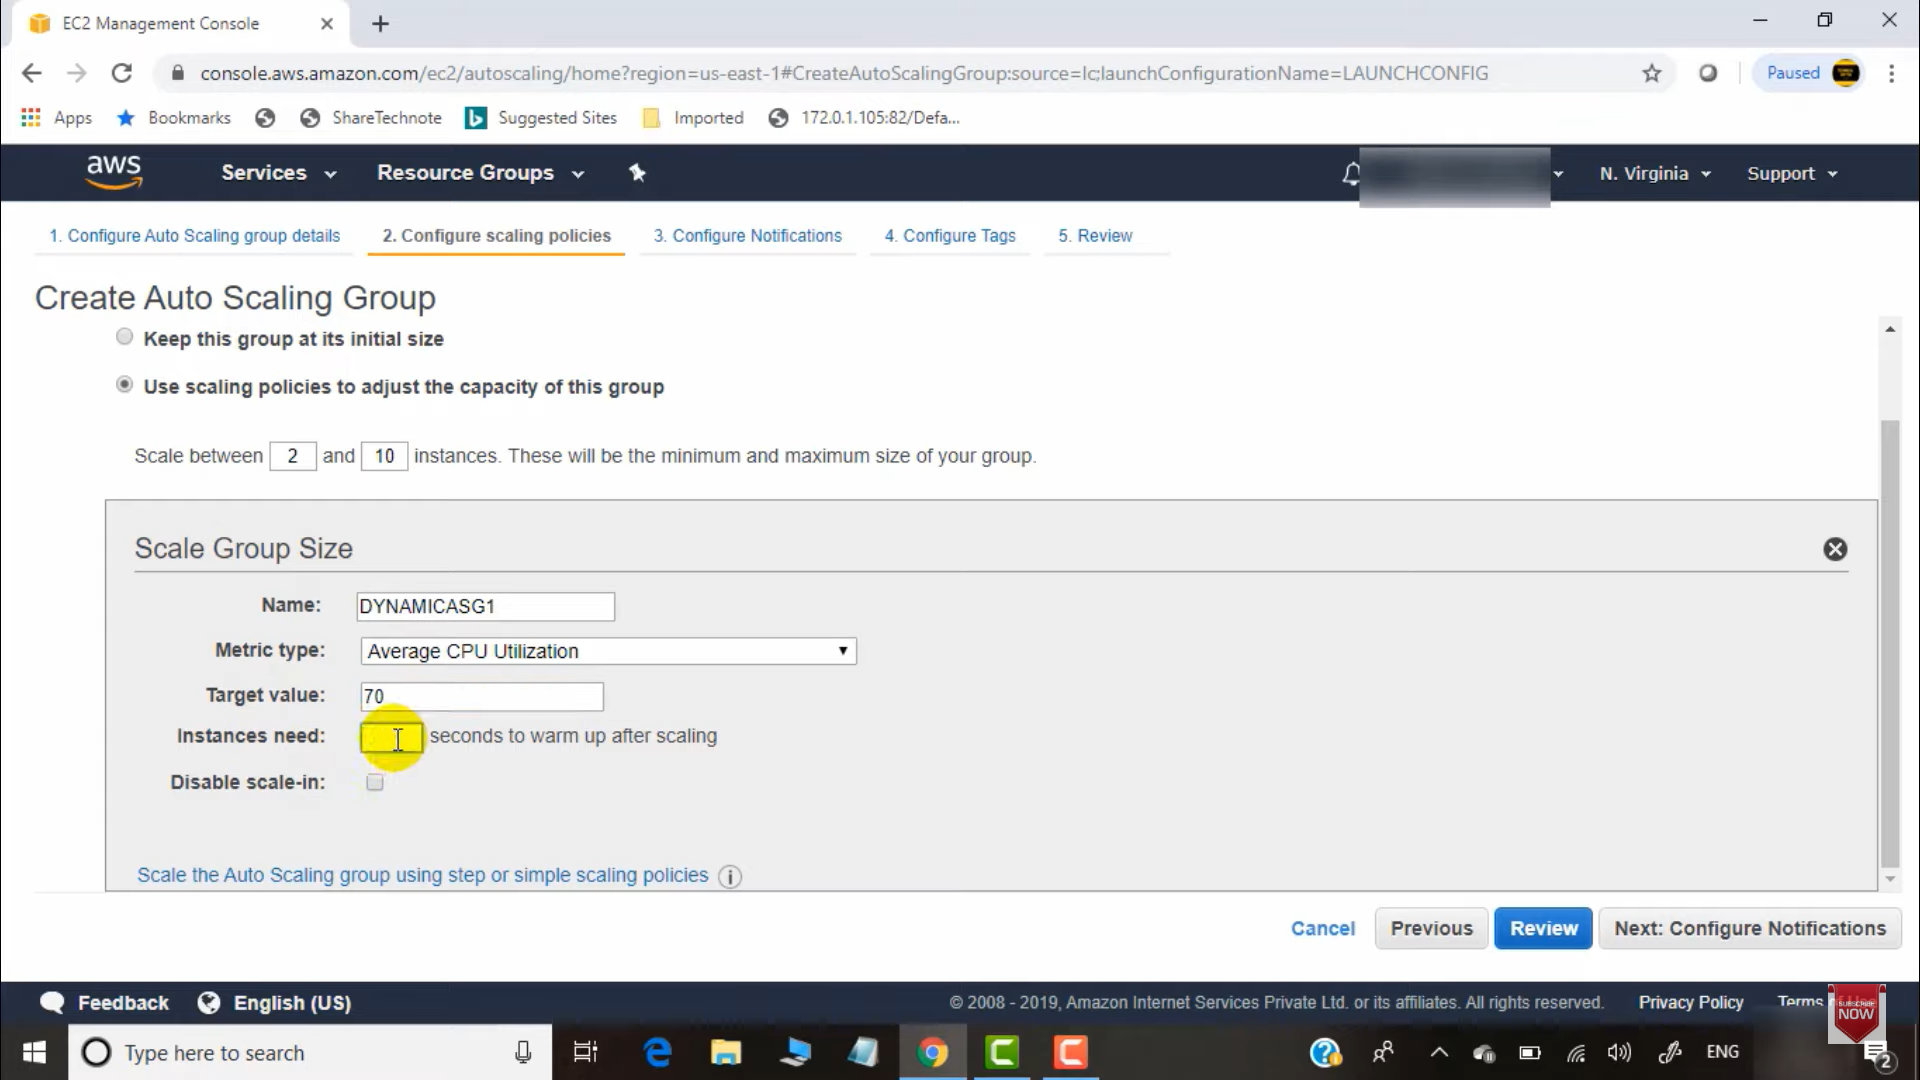 EC2 Management Console
console.aws.amazon.com/ec2/autoscaling/home?region=us-east-1#CreateAutoScalingGroup:source=lc;launchConfigurationName=LAUNCHCONFIG
Paused
Apps
Bookmarks
ShareTechnote
Suggested Sites
Imported
172.0.1.105:82/Defa...
aws
Services
Resource Groups
N. Virginia
Support
1. Configure Auto Scaling group details
2. Configure scaling policies
3. Configure Notifications
4. Configure Tags
5. Review
Create Auto Scaling Group
Keep this group at its initial size
Use scaling policies to adjust the capacity of this group
Scale between 2 and 10 instances. These will be the minimum and maximum size of your group.
Scale Group Size
Name: DYNAMICASG1
Metric type: Average CPU Utilization
Target value: 70
Instances need: seconds to warm up after scaling
Disable scale-in:
Scale the Auto Scaling group using step or simple scaling policies
Cancel
Previous
Review
Next: Configure Notifications
Feedback
English (US)
© 2008 - 2019, Amazon Internet Services Private Ltd. or its affiliates. All rights reserved.
Privacy Policy
Terms
SUBSCRIBE
NOW
Type here to search
ENG
2